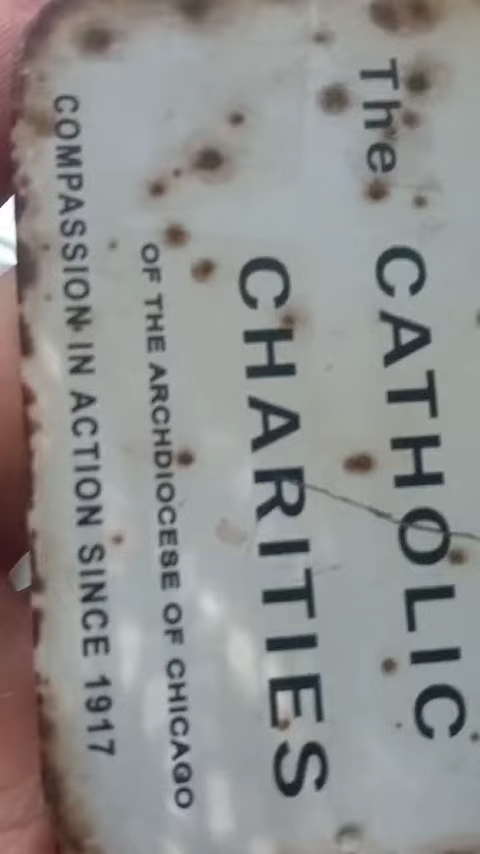 The CATHOLIC
CHARITIES
OF THE ARCHDIOCESE OF CHICAGO
COMPASSION IN ACTION SINCE 1917